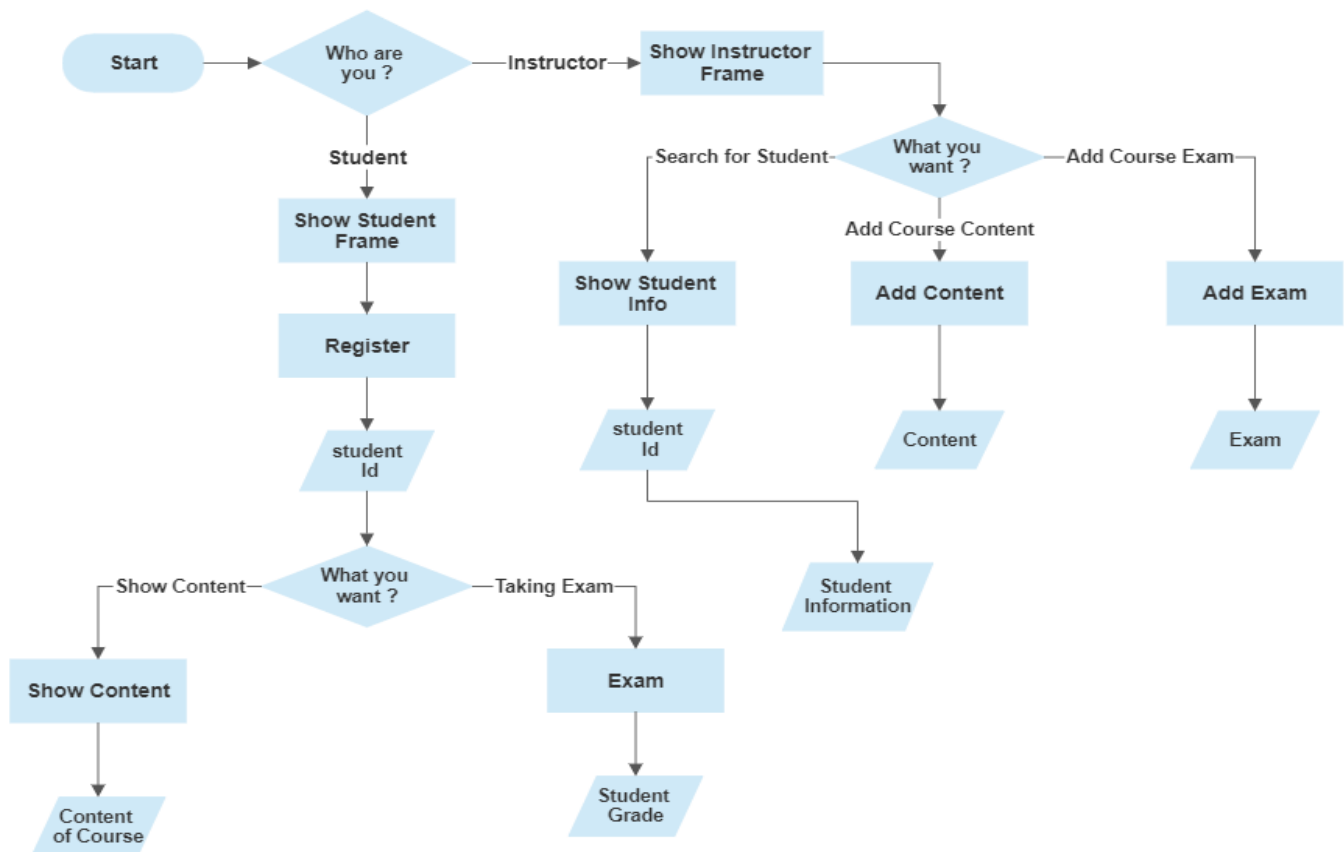 Start
Who are
you ?
Instructor
Show Instructor
Frame
Student
Search for Student
What you
want ?
Add Course Exam
Show Student
Frame
Add Course Content
Show Student
Info
Add Content
Add Exam
Register
student
Id
student
Id
Content
Exam
Show Content
What you
want ?
Taking Exam
Student
Information
Show Content
Exam
Content
of Course
Student
Grade